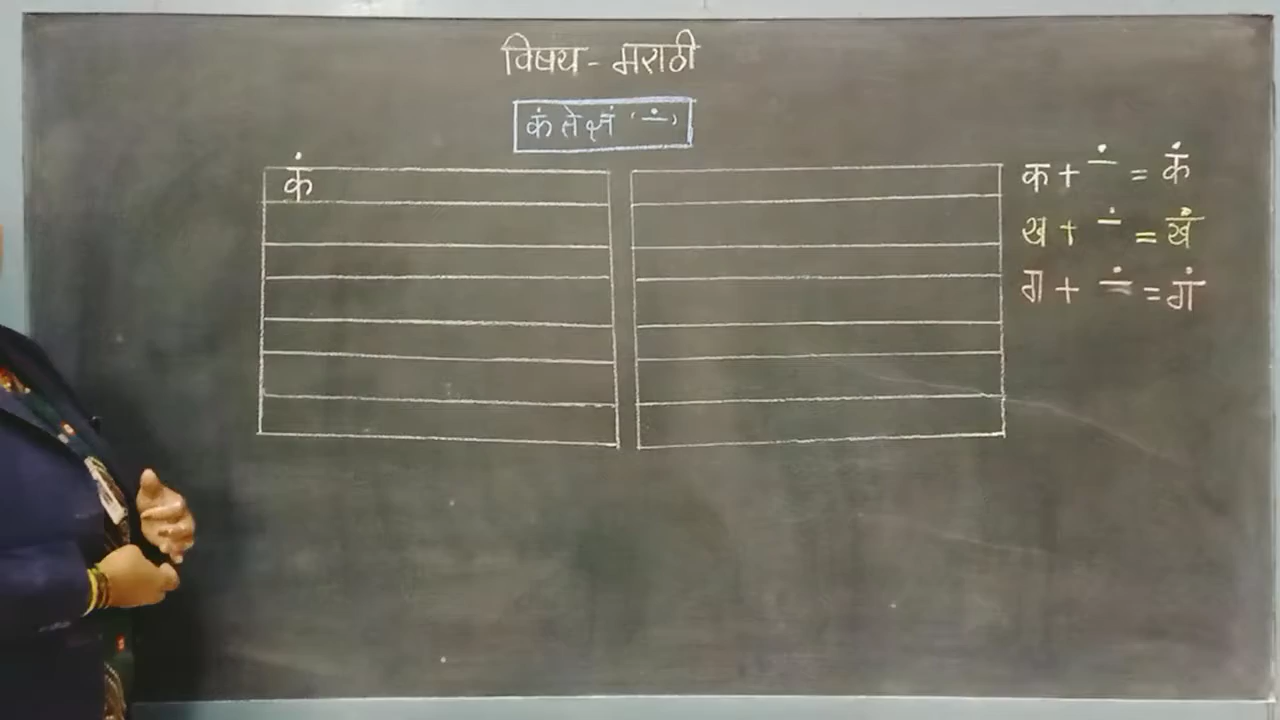 विषय - मराठी
कं ते क्षं ( ं )
कं
क + ं = कं
ख + ं = खं
ग + ं = गं